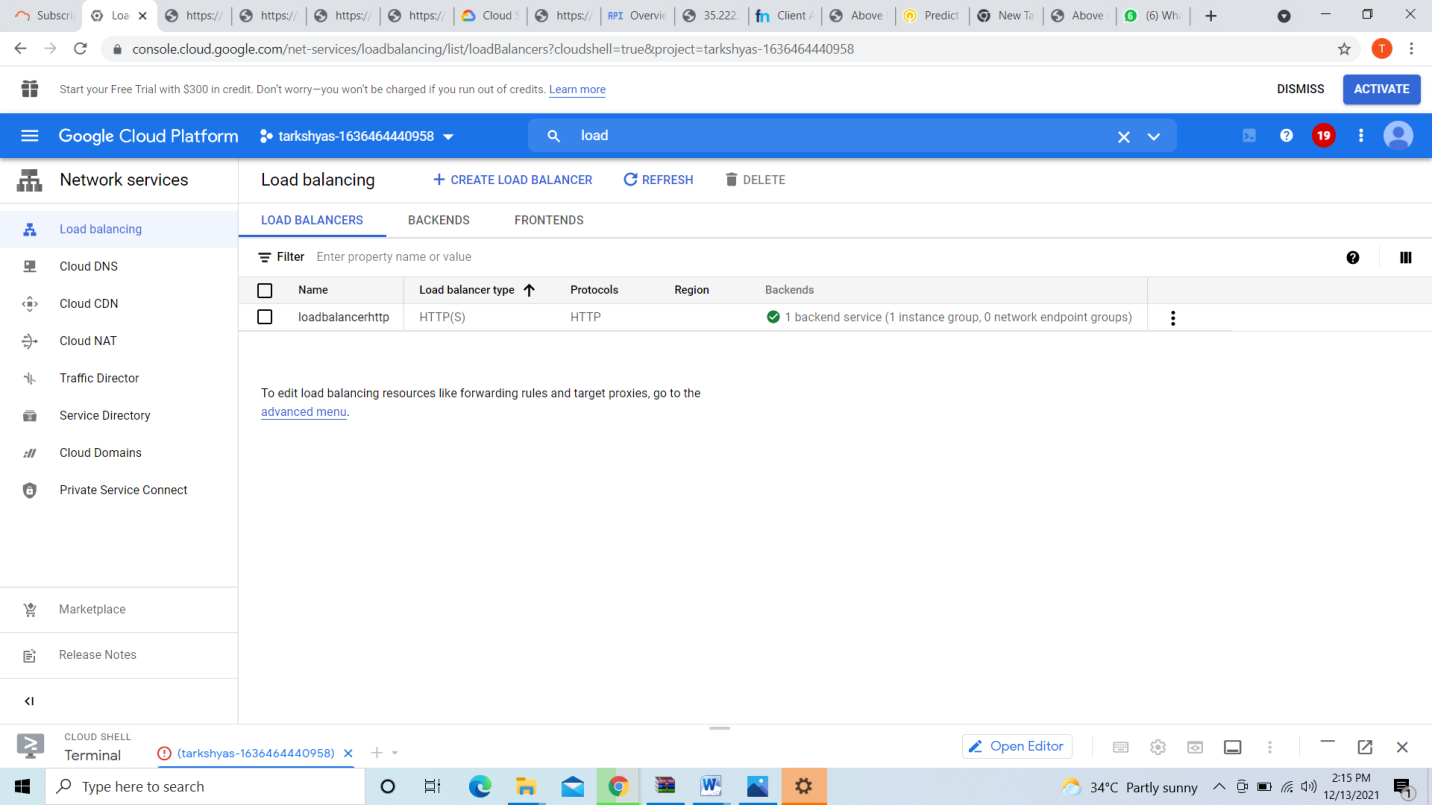 Subscri
Loa
https:/
https:/
https:/
https:/
Cloud S
https:/
API Overvie
35.222.
fn Client A
Above
Predict
New Ta
Above
6 (6) Wha
console.cloud.google.com/net-services/loadbalancing/list/loadBalancers?cloudshell=true&project=tarkshyas-1636464440958
T
Start your Free Trial with $300 in credit. Don't worry—you won't be charged if you run out of credits. Learn more
DISMISS
ACTIVATE
Google Cloud Platform
tarkshyas-1636464440958
load
19
Network services
Load balancing
CREATE LOAD BALANCER
REFRESH
DELETE
Load balancing
Cloud DNS
Cloud CDN
Cloud NAT
Traffic Director
Service Directory
Cloud Domains
Private Service Connect
Marketplace
Release Notes
LOAD BALANCERS
BACKENDS
FRONTENDS
Filter Enter property name or value
Name Load balancer type Protocols Region Backends
loadbalancerhttp HTTP(S) HTTP 1 backend service (1 instance group, 0 network endpoint groups)
To edit load balancing resources like forwarding rules and target proxies, go to the
advanced menu.
CLOUD SHELL
Terminal
(tarkshyas-1636464440958)
Open Editor
Type here to search
34°C Partly sunny
2:15 PM
12/13/2021
1